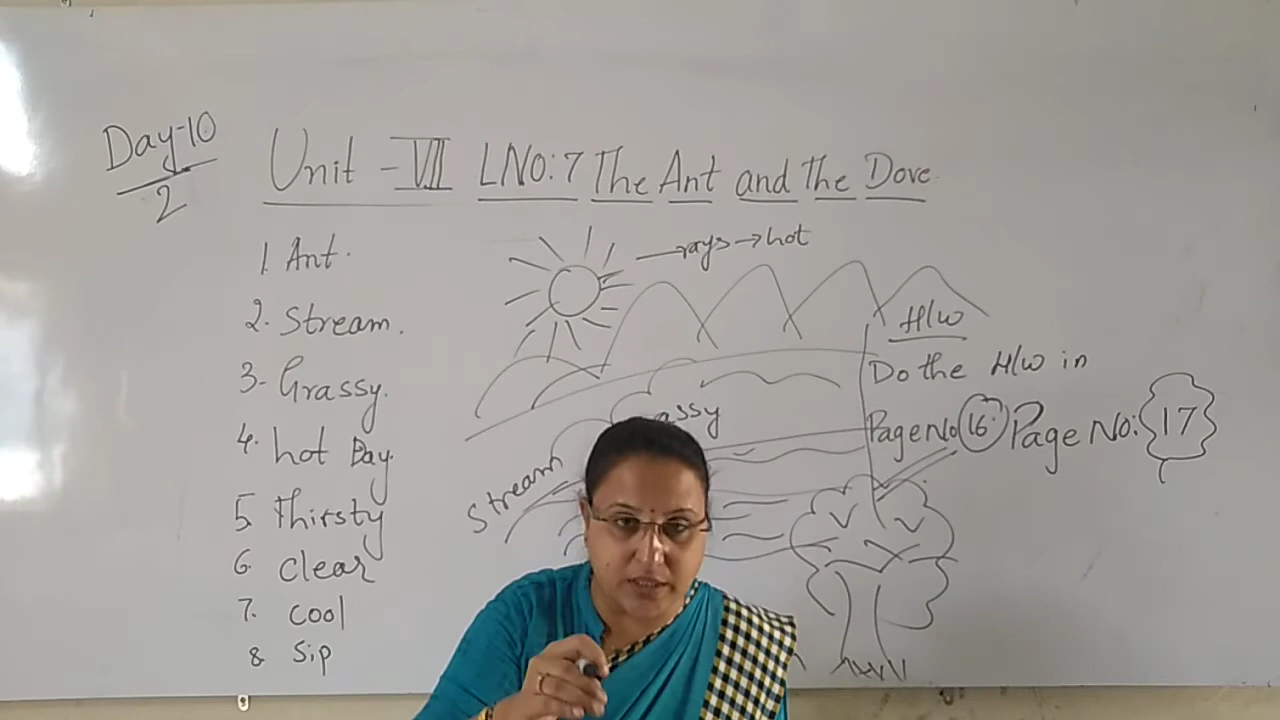 Day-10
2
Unit - VII LNO: 7 The Ant and the Dove
1. Ant.
2. Stream.
3- Grassy.
4. hot Day
5. Thirsty
6. clear
7. cool
8 Sip
rays → hot
assy
Stream
H/w
Do the H/w in
Page No 16. Page No: 17